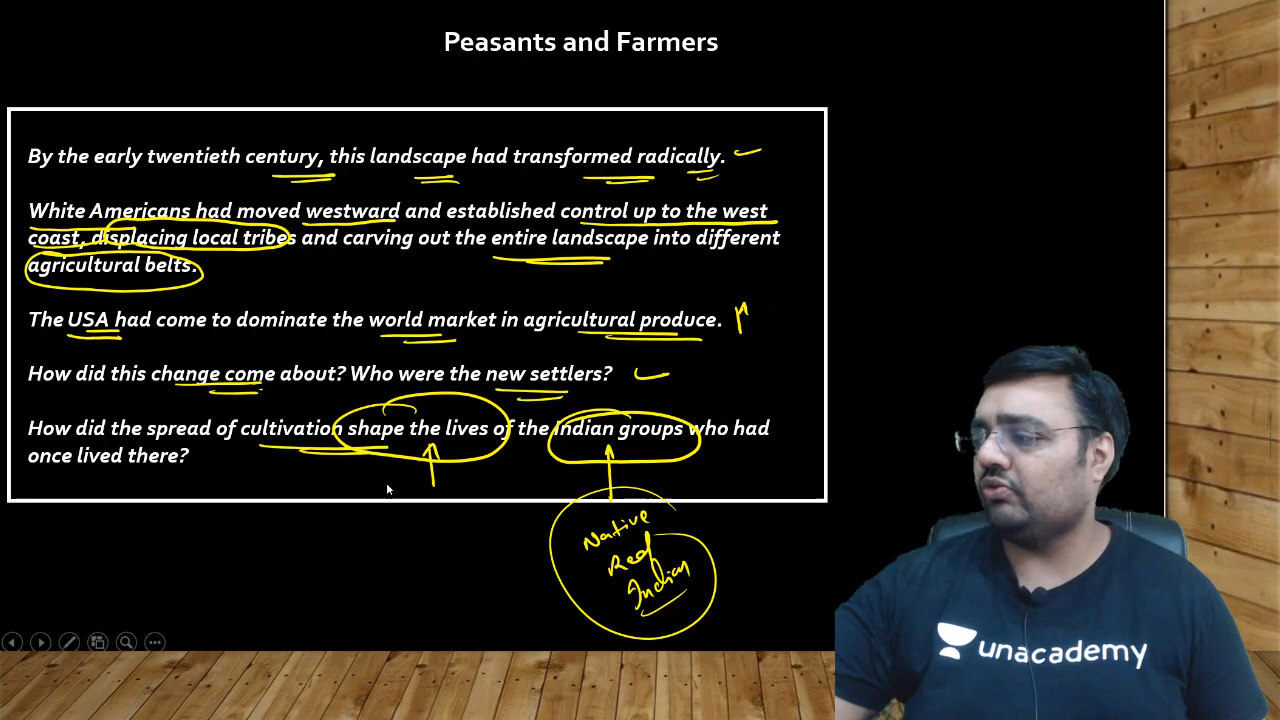 Peasants and Farmers
By the early twentieth century, this landscape had transformed radically.
White Americans had moved westward and established control up to the west
coast, displacing local tribes and carving out the entire landscape into different
agricultural belts.
The USA had come to dominate the world market in agricultural produce.
How did this change come about? Who were the new settlers?
How did the spread of cultivation shape the lives of the Indian groups who had
once lived there?
Native
Red
Indian
unacademy